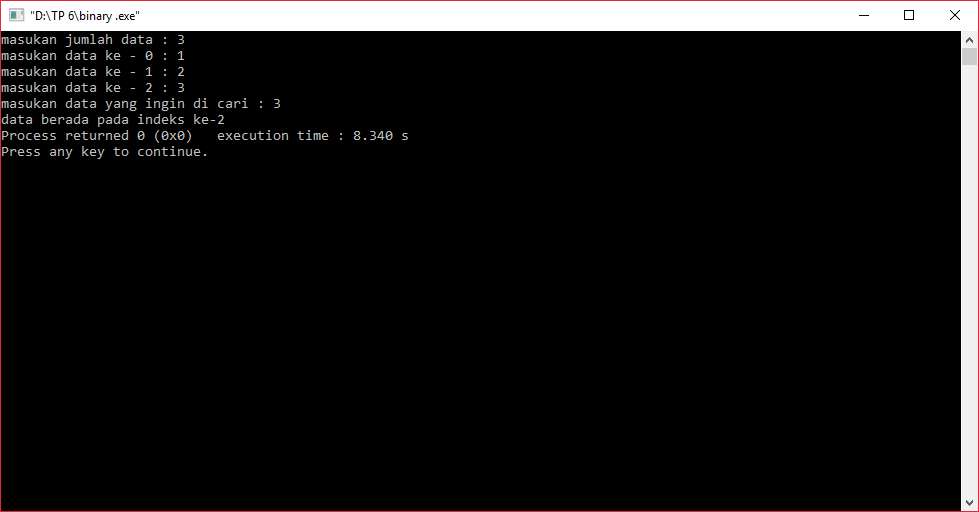 "D:\TP 6\binary .exe"
masukan jumlah data : 3
masukan data ke - 0 : 1
masukan data ke - 1 : 2
masukan data ke - 2 : 3
masukan data yang ingin di cari : 3
data berada pada indeks ke-2
Process returned 0 (0x0)   execution time : 8.340 s
Press any key to continue.